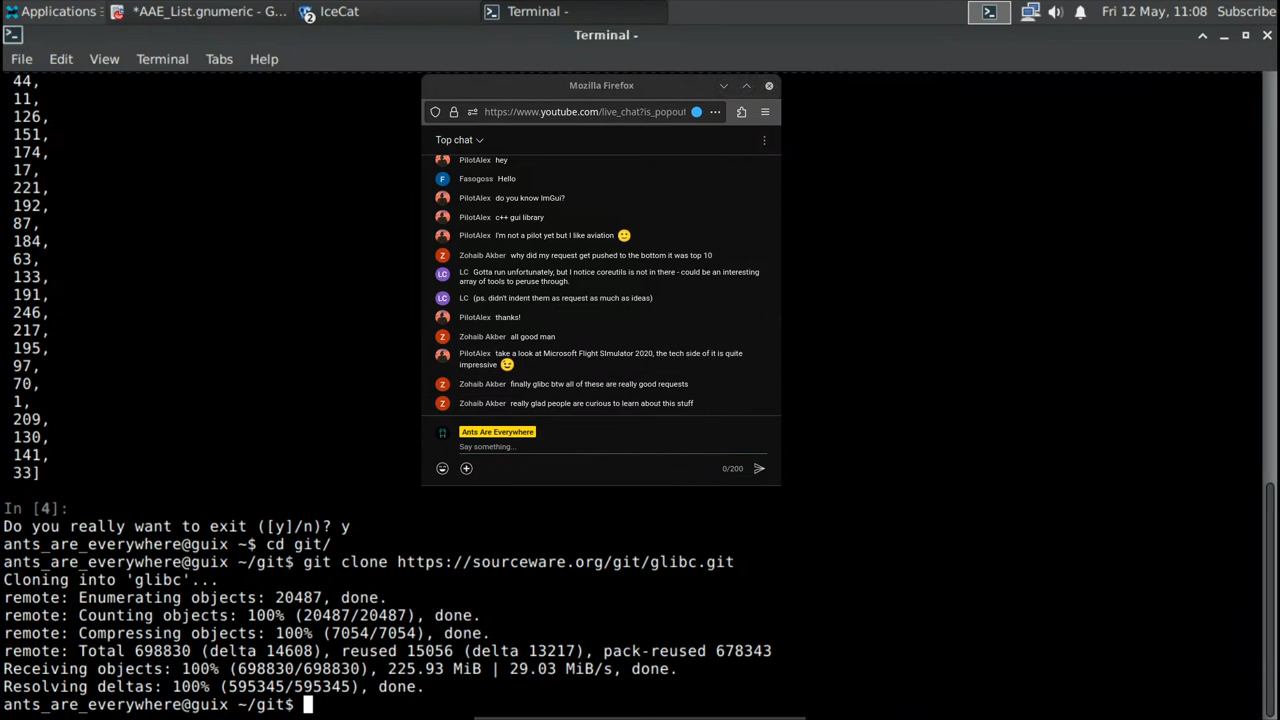 Applications
*AAE_List.gnumeric - G...
2
IceCat
Terminal -
Fri 12 May, 11:08
Subscribe
Terminal -
File Edit View Terminal Tabs Help
44,
11,
126,
151,
174,
17,
221,
192,
87,
184,
63,
133,
191,
246,
217,
195,
97,
70,
1,
209,
130,
141,
33]
In [4]:
Do you really want to exit ([y]/n)? y
ants_are_everywhere@guix ~$ cd git/
ants_are_everywhere@guix ~/git$ git clone https://sourceware.org/git/glibc.git
Cloning into 'glibc'...
remote: Enumerating objects: 20487, done.
remote: Counting objects: 100% (20487/20487), done.
remote: Compressing objects: 100% (7054/7054), done.
remote: Total 698830 (delta 14608), reused 15056 (delta 13217), pack-reused 678343
Receiving objects: 100% (698830/698830), 225.93 MiB | 29.03 MiB/s, done.
Resolving deltas: 100% (595345/595345), done.
ants_are_everywhere@guix ~/git$
Mozilla Firefox
https://www.youtube.com/live_chat?is_popout
Top chat
PilotAlex hey
F Fasogoss Hello
PilotAlex do you know ImGui?
PilotAlex c++ gui library
PilotAlex I'm not a pilot yet but I like aviation
Z Zohaib Akber why did my request get pushed to the bottom it was top 10
LC LC Gotta run unfortunately, but I notice coreutils is not in there - could be an interesting
array of tools to peruse through.
LC LC (ps. didn't indent them as request as much as ideas)
PilotAlex thanks!
Z Zohaib Akber all good man
PilotAlex take a look at Microsoft Flight SImulator 2020, the tech side of it is quite
impressive
Z Zohaib Akber finally glibc btw all of these are really good requests
Z Zohaib Akber really glad people are curious to learn about this stuff
Ants Are Everywhere
Say something...
0/200